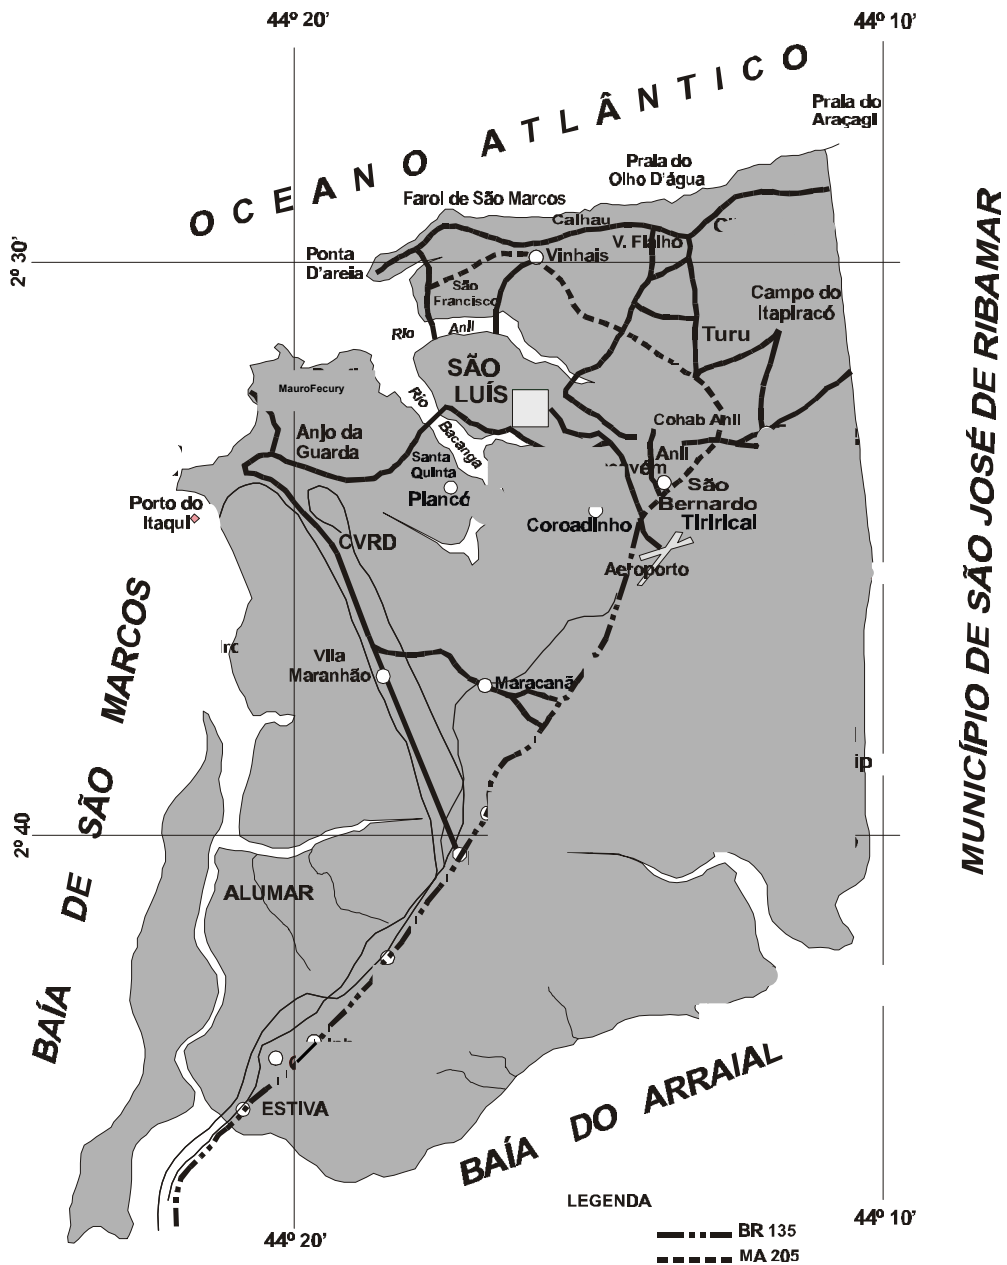 44º 20’
44º 10’
OCEANO ATLÂNTICO
Praia do
Araçagi
Praia do
Olho D'água
Farol de São Marcos
Calhau
V. Fialho
Vinhais
Ponta
D'areia
2º 30’
São
Francisco
Campo do
Itapiracó
Rio Anil
Turu
SÃO
LUÍS
MauroFecury
Rio Bacanga
Cohab Anil
Anjo da
Guarda
Anil
Santa
Quinta
Piancó
São
Bernardo
Porto do
Itaqui
Coroadinho
Tirirical
CVRD
Aeroporto
Vila
Maranhão
Maracanã
MUNICÍPIO DE SÃO JOSÉ DE RIBAMAR
BAÍA DE SÃO MARCOS
2º 40
ALUMAR
ESTIVA
BAÍA DO ARRAIAL
LEGENDA
44º 20’
44º 10’
BR 135
MA 205